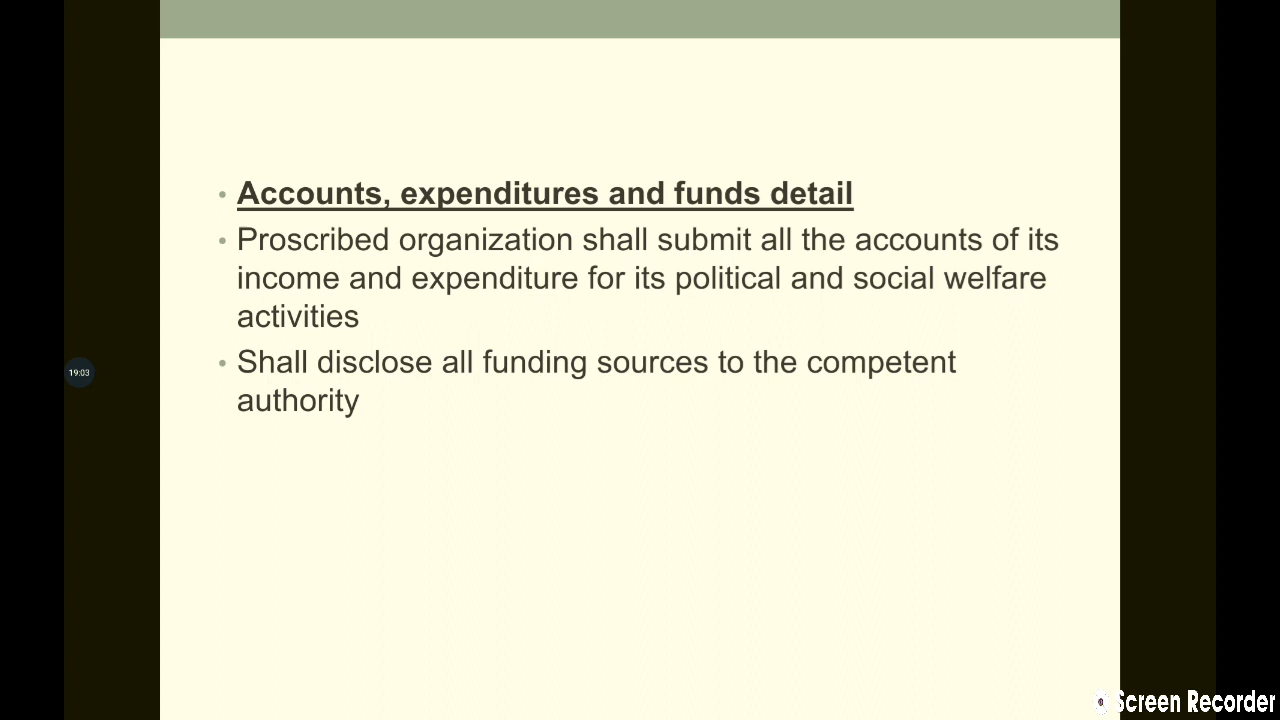 Accounts, expenditures and funds detail
Proscribed organization shall submit all the accounts of its
income and expenditure for its political and social welfare
activities
Shall disclose all funding sources to the competent
authority
19:03
Screen Recorder